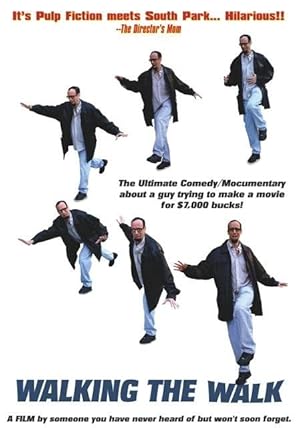 It's Pulp Fiction meets South Park... Hilarious!!
--The Director's Mom
The Ultimate Comedy/Mocumentary
about a guy trying to make a movie
for $7,000 bucks!
WALKING THE WALK
A FILM by someone you have never heard of but won't soon forget.